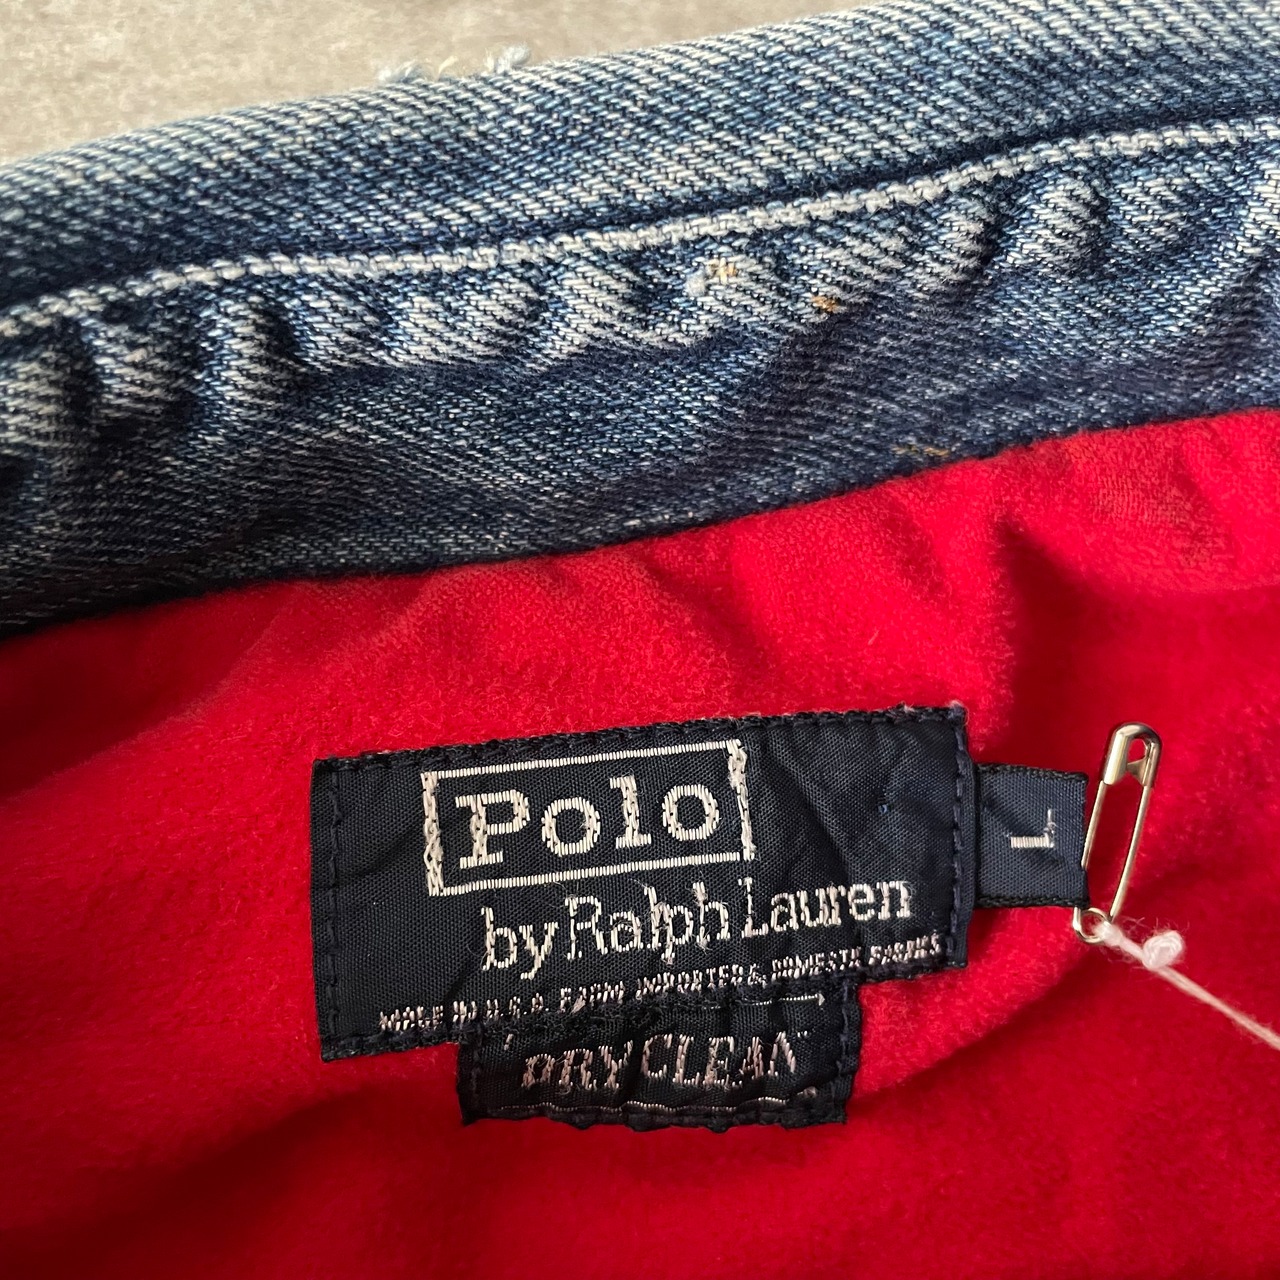 Polo
by Ralph Lauren
MADE IN U.S.A. FROM IMPORTED & DOMESTIC FABRICS
DRY CLEAN
L